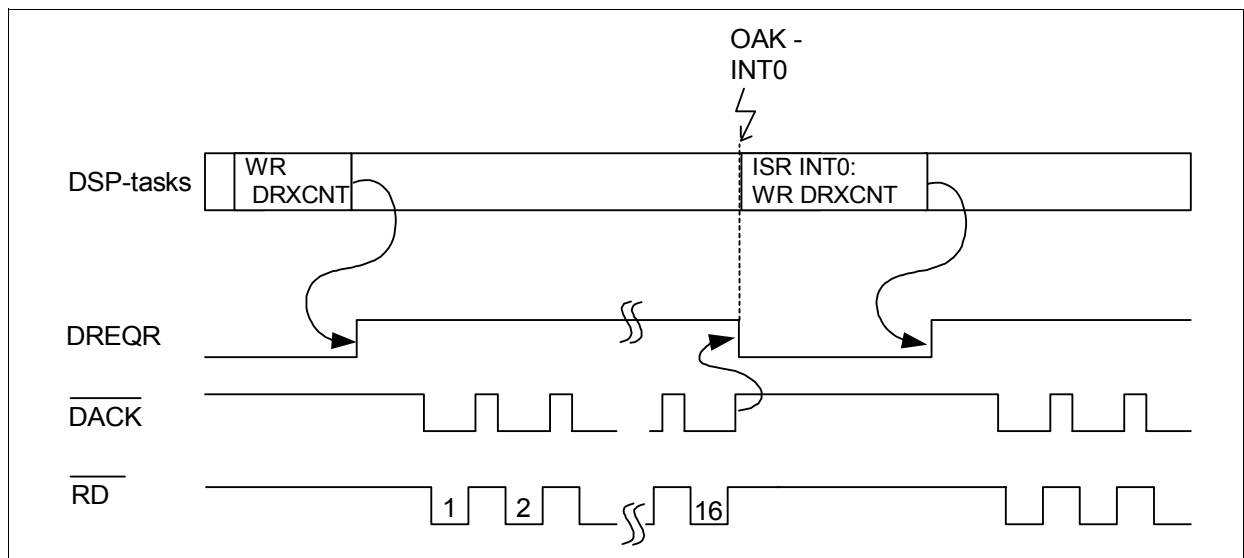 OAK -
INT0
DSP-tasks
WR
DRXCNT
ISR INT0:
WR DRXCNT
DREQR
DACK
RD
1
2
16